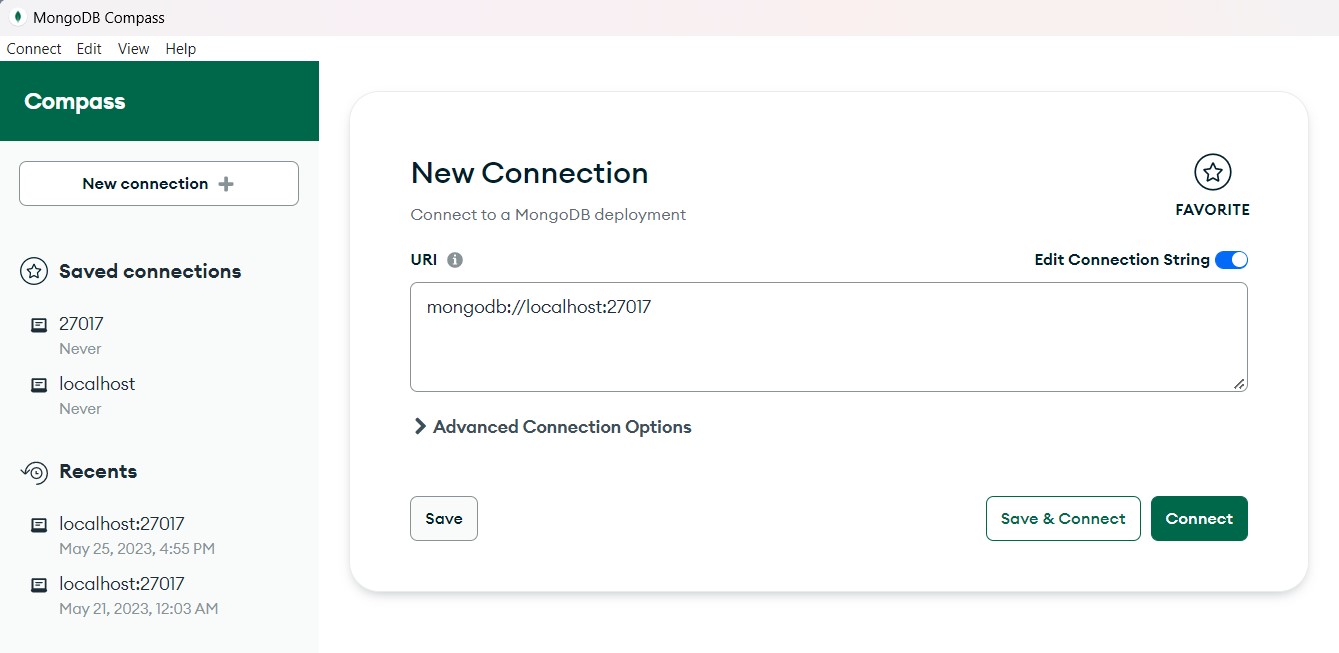 MongoDB Compass
Connect Edit View Help
Compass
New connection
Saved connections
27017
Never
localhost
Never
Recents
localhost:27017
May 25, 2023, 4:55 PM
localhost:27017
May 21, 2023, 12:03 AM
New Connection
Connect to a MongoDB deployment
FAVORITE
URI
Edit Connection String
mongodb://localhost:27017
Advanced Connection Options
Save
Save & Connect
Connect